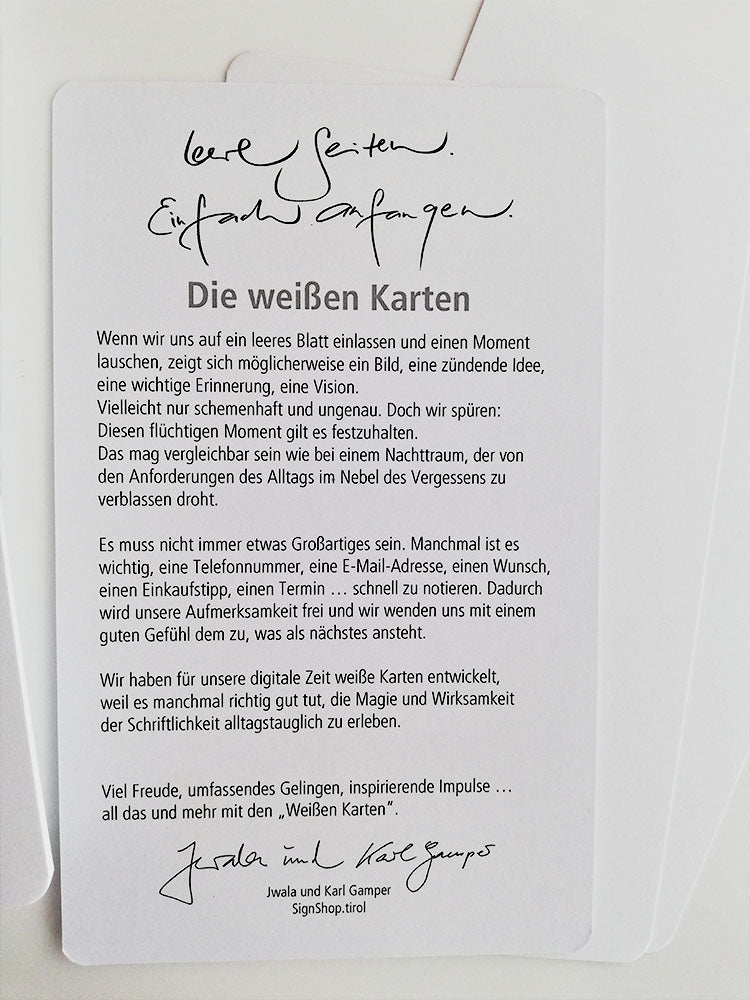 leere Seiten.
Einfach anfangen.
Die weißen Karten
Wenn wir uns auf ein leeres Blatt einlassen und einen Moment
lauschen, zeigt sich möglicherweise ein Bild, eine zündende Idee,
eine wichtige Erinnerung, eine Vision.
Vielleicht nur schemenhaft und ungenau. Doch wir spüren:
Diesen flüchtigen Moment gilt es festzuhalten.
Das mag vergleichbar sein wie bei einem Nachttraum, der von
den Anforderungen des Alltags im Nebel des Vergessens zu
verblassen droht.
Es muss nicht immer etwas Großartiges sein. Manchmal ist es
wichtig, eine Telefonnummer, eine E-Mail-Adresse, einen Wunsch,
einen Einkaufstipp, einen Termin … schnell zu notieren. Dadurch
wird unsere Aufmerksamkeit frei und wir wenden uns mit einem
guten Gefühl dem zu, was als nächstes ansteht.
Wir haben für unsere digitale Zeit weiße Karten entwickelt,
weil es manchmal richtig gut tut, die Magie und Wirksamkeit
der Schriftlichkeit alltagstauglich zu erleben.
Viel Freude, umfassendes Gelingen, inspirierende Impulse …
all das und mehr mit den „Weißen Karten“.
Jwala und Karl Gamper
Jwala und Karl Gamper
SignShop.tirol